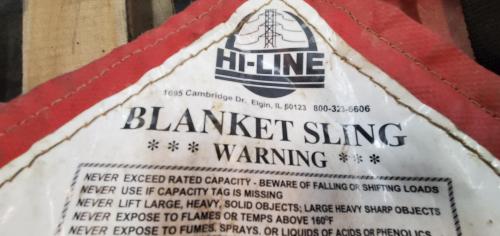 HI-LINE
1695 Cambridge Dr. Elgin, IL 60123 800-323-6606
BLANKET SLING
*** WARNING ***
NEVER EXCEED RATED CAPACITY - BEWARE OF FALLING OR SHIFTING LOADS
NEVER USE IF CAPACITY TAG IS MISSING
NEVER LIFT LARGE, HEAVY, SOLID OBJECTS; LARGE HEAVY SHARP OBJECTS
NEVER EXPOSE TO FLAMES OR TEMPS ABOVE 160°F
NEVER EXPOSE TO FUMES, SPRAYS, OR LIQUIDS OF ACIDS OR PHENOLICS